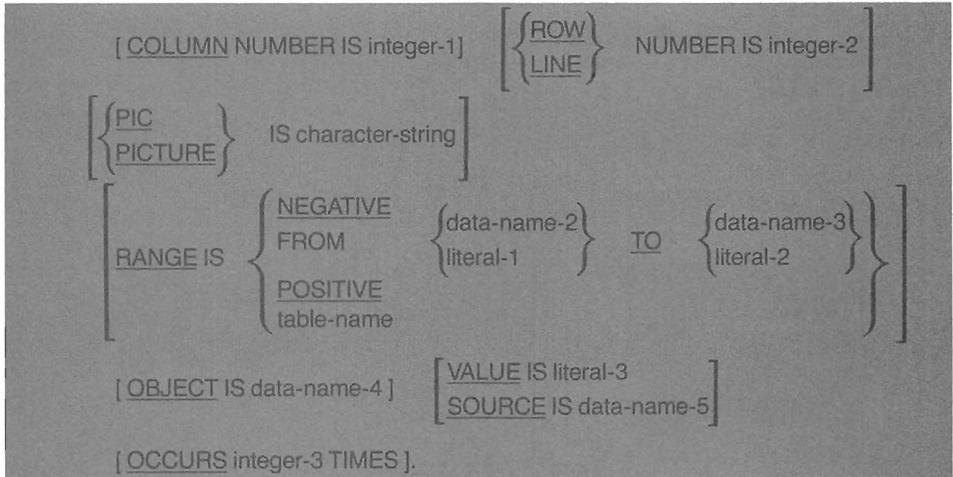 [ COLUMN NUMBER IS integer-1] [ { ROW
LINE } NUMBER IS integer-2 ]
[ { PIC
PICTURE } IS character-string ]
[ RANGE IS { NEGATIVE
FROM { data-name-2
literal-1 } TO { data-name-3
literal-2 }
POSITIVE
table-name } ]
[ OBJECT IS data-name-4 ] [ VALUE IS literal-3
SOURCE IS data-name-5 ]
[ OCCURS integer-3 TIMES ].